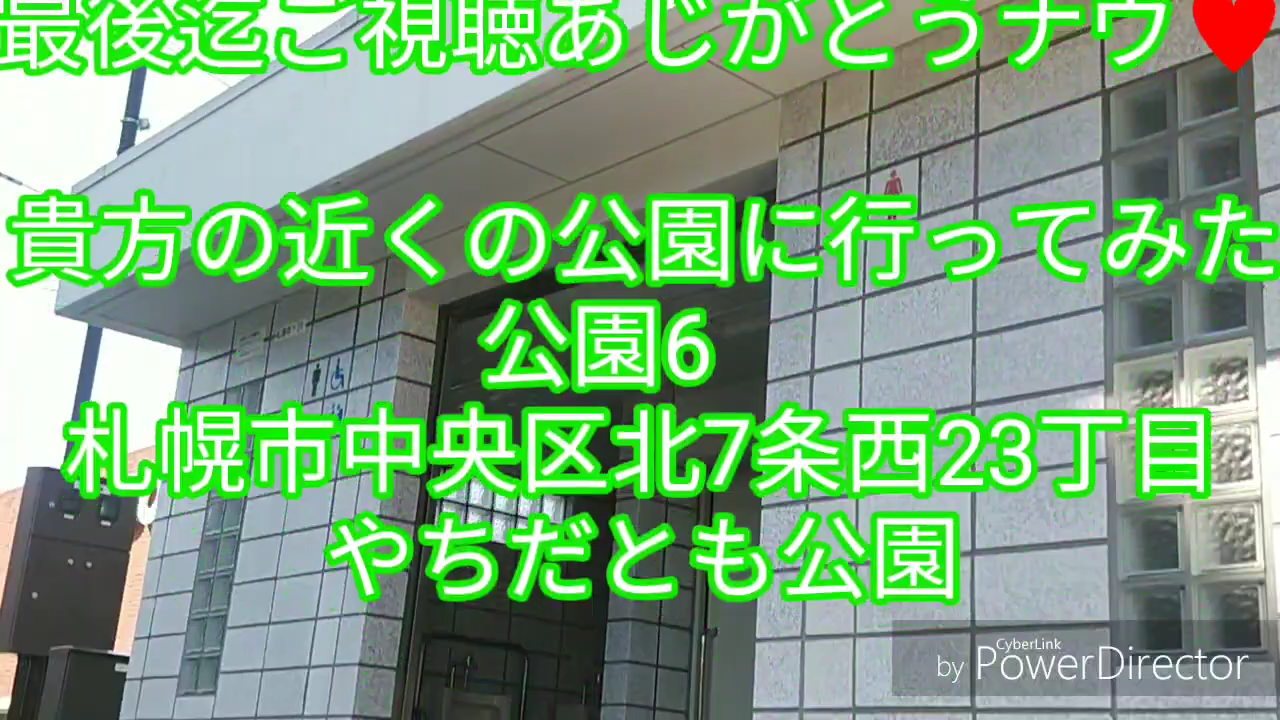 最後迄ご視聴あじがとうナウ♥
貴方の近くの公園に行ってみた
公園6
札幌市中央区北7条西23丁目
やちだとも公園
CyberLink
by PowerDirector